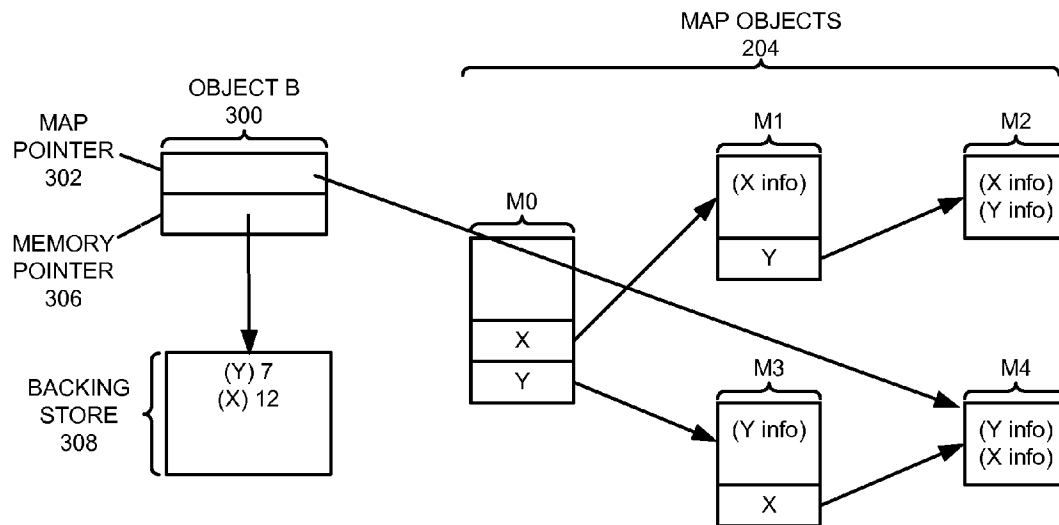 MAP OBJECTS
204
OBJECT B
300
MAP
POINTER
302
MEMORY
POINTER
306
BACKING
STORE
308
(Y) 7
(X) 12
M0
X
Y
M1
(X info)
Y
M2
(X info)
(Y info)
M3
(Y info)
X
M4
(Y info)
(X info)